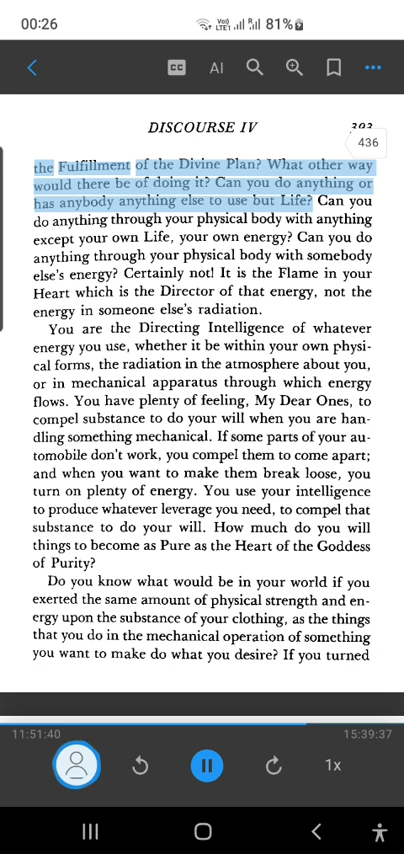 00:26
Vo)) LTE1 81%
CC AI
DISCOURSE IV 393
436
the Fulfillment of the Divine Plan? What other way
would there be of doing it? Can you do anything or
has anybody anything else to use but Life? Can you
do anything through your physical body with anything
except your own Life, your own energy? Can you do
anything through your physical body with somebody
else's energy? Certainly not! It is the Flame in your
Heart which is the Director of that energy, not the
energy in someone else's radiation.
You are the Directing Intelligence of whatever
energy you use, whether it be within your own physi-
cal forms, the radiation in the atmosphere about you,
or in mechanical apparatus through which energy
flows. You have plenty of feeling, My Dear Ones, to
compel substance to do your will when you are han-
dling something mechanical. If some parts of your au-
tomobile don't work, you compel them to come apart;
and when you want to make them break loose, you
turn on plenty of energy. You use your intelligence
to produce whatever leverage you need, to compel that
substance to do your will. How much do you will
things to become as Pure as the Heart of the Goddess
of Purity?
Do you know what would be in your world if you
exerted the same amount of physical strength and en-
ergy upon the substance of your clothing, as the things
that you do in the mechanical operation of something
you want to make do what you desire? If you turned
11:51:40 15:39:37
1x